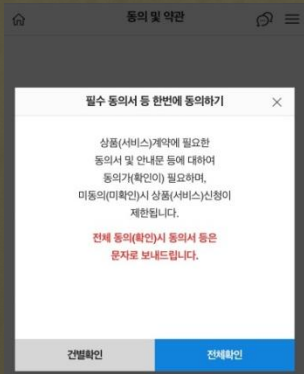 동의 및 약관
필수 동의서 등 한번에 동의하기
상품(서비스)계약에 필요한
동의서 및 안내문 등에 대하여
동의가(확인이) 필요하며,
미동의(미확인)시 상품(서비스)신청이
제한됩니다.
전체 동의(확인)시 동의서 등은
문자로 보내드립니다.
건별확인
전체확인